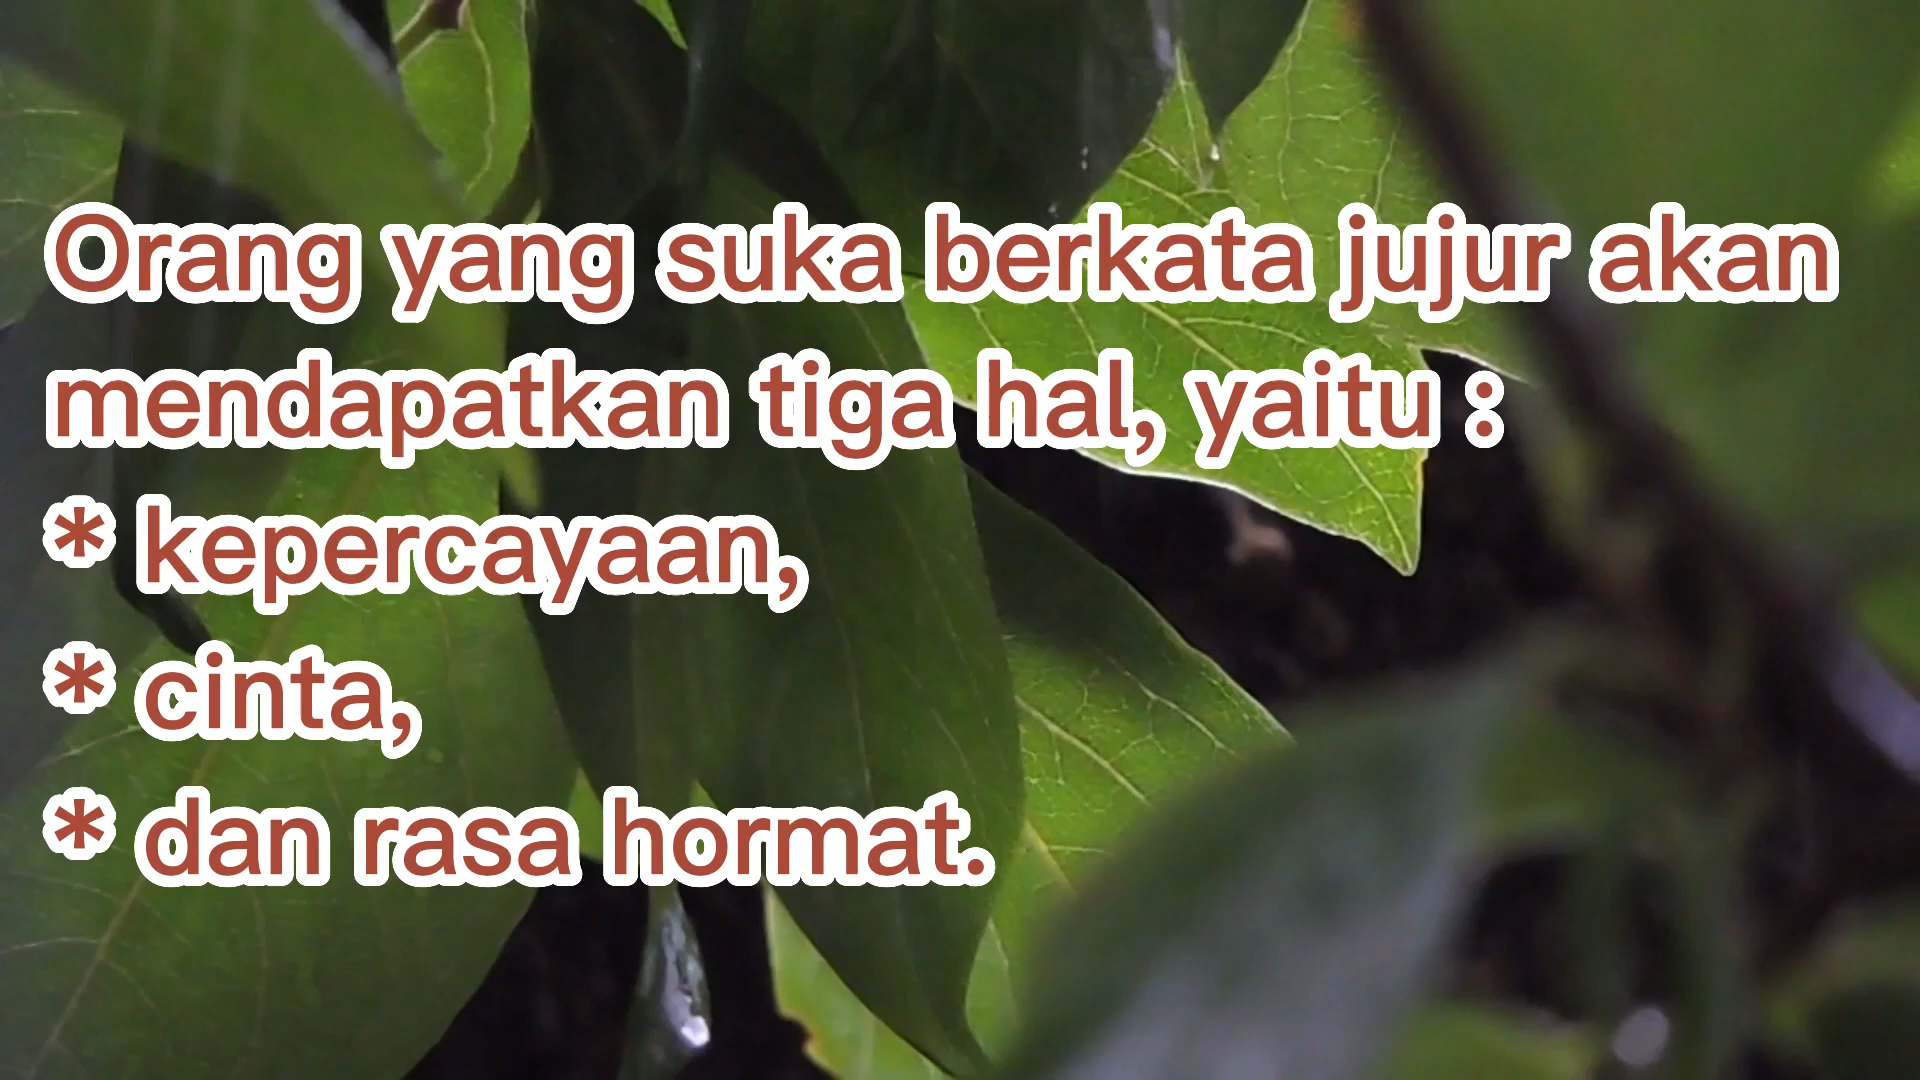 Orang yang suka berkata jujur akan
mendapatkan tiga hal, yaitu :
* kepercayaan,
* cinta,
* dan rasa hormat.